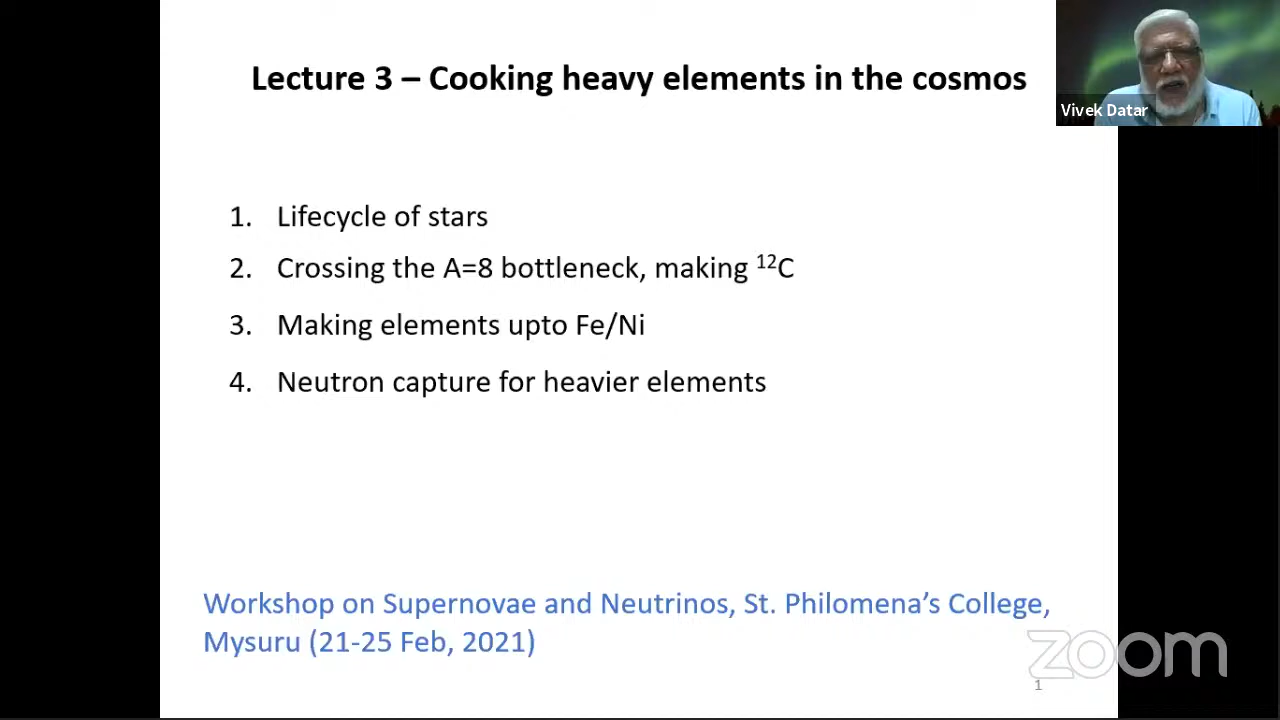 Lecture 3 – Cooking heavy elements in the cosmos
Vivek Datar
1. Lifecycle of stars
2. Crossing the A=8 bottleneck, making ¹²C
3. Making elements upto Fe/Ni
4. Neutron capture for heavier elements
Workshop on Supernovae and Neutrinos, St. Philomena’s College,
Mysuru (21-25 Feb, 2021)
zoom
1